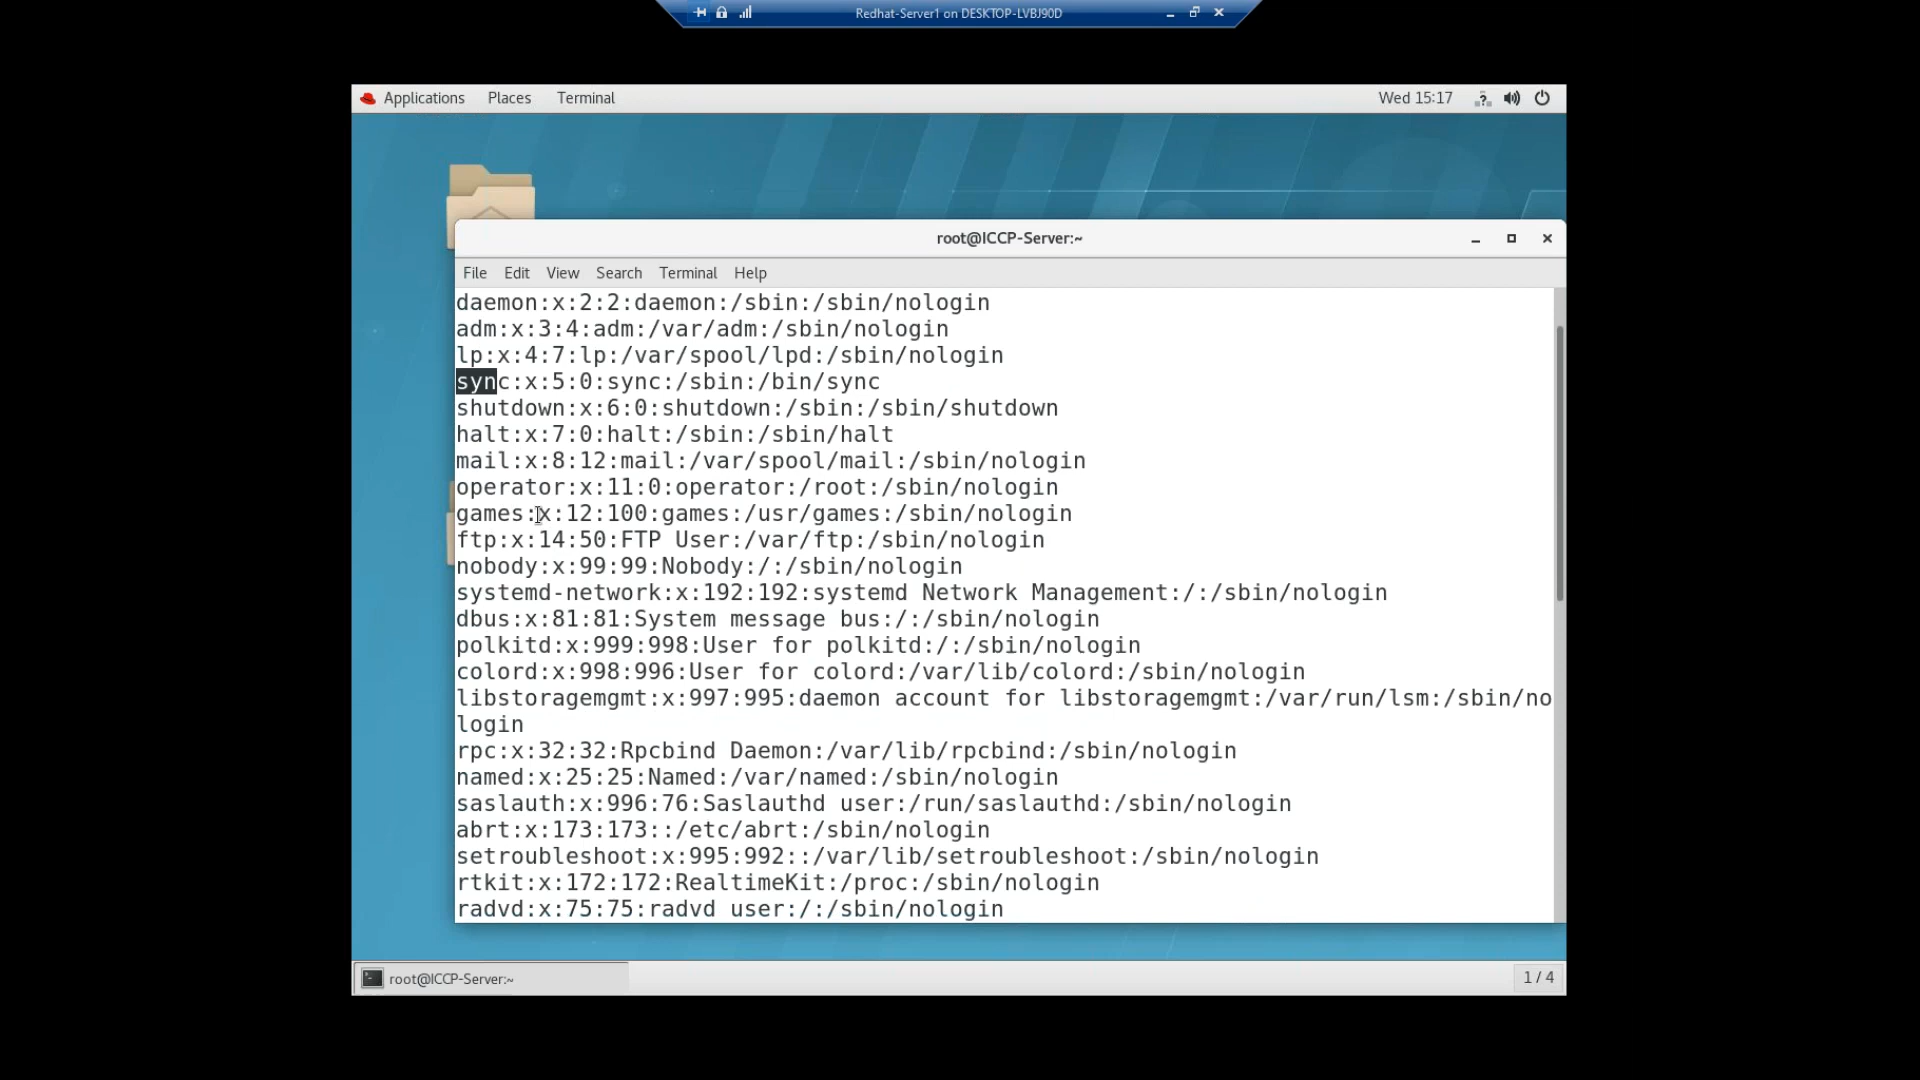 Redhat-Server1 on DESKTOP-LVBJ90D
Applications Places Terminal Wed 15:17
root@ICCP-Server:~
File Edit View Search Terminal Help
daemon:x:2:2:daemon:/sbin:/sbin/nologin
adm:x:3:4:adm:/var/adm:/sbin/nologin
lp:x:4:7:lp:/var/spool/lpd:/sbin/nologin
sync:x:5:0:sync:/sbin:/bin/sync
shutdown:x:6:0:shutdown:/sbin:/sbin/shutdown
halt:x:7:0:halt:/sbin:/sbin/halt
mail:x:8:12:mail:/var/spool/mail:/sbin/nologin
operator:x:11:0:operator:/root:/sbin/nologin
games:x:12:100:games:/usr/games:/sbin/nologin
ftp:x:14:50:FTP User:/var/ftp:/sbin/nologin
nobody:x:99:99:Nobody:/:/sbin/nologin
systemd-network:x:192:192:systemd Network Management:/:/sbin/nologin
dbus:x:81:81:System message bus:/:/sbin/nologin
polkitd:x:999:998:User for polkitd:/:/sbin/nologin
colord:x:998:996:User for colord:/var/lib/colord:/sbin/nologin
libstoragemgmt:x:997:995:daemon account for libstoragemgmt:/var/run/lsm:/sbin/no
login
rpc:x:32:32:Rpcbind Daemon:/var/lib/rpcbind:/sbin/nologin
named:x:25:25:Named:/var/named:/sbin/nologin
saslauth:x:996:76:Saslauthd user:/run/saslauthd:/sbin/nologin
abrt:x:173:173::/etc/abrt:/sbin/nologin
setroubleshoot:x:995:992::/var/lib/setroubleshoot:/sbin/nologin
rtkit:x:172:172:RealtimeKit:/proc:/sbin/nologin
radvd:x:75:75:radvd user:/:/sbin/nologin
root@ICCP-Server:~ 1 / 4